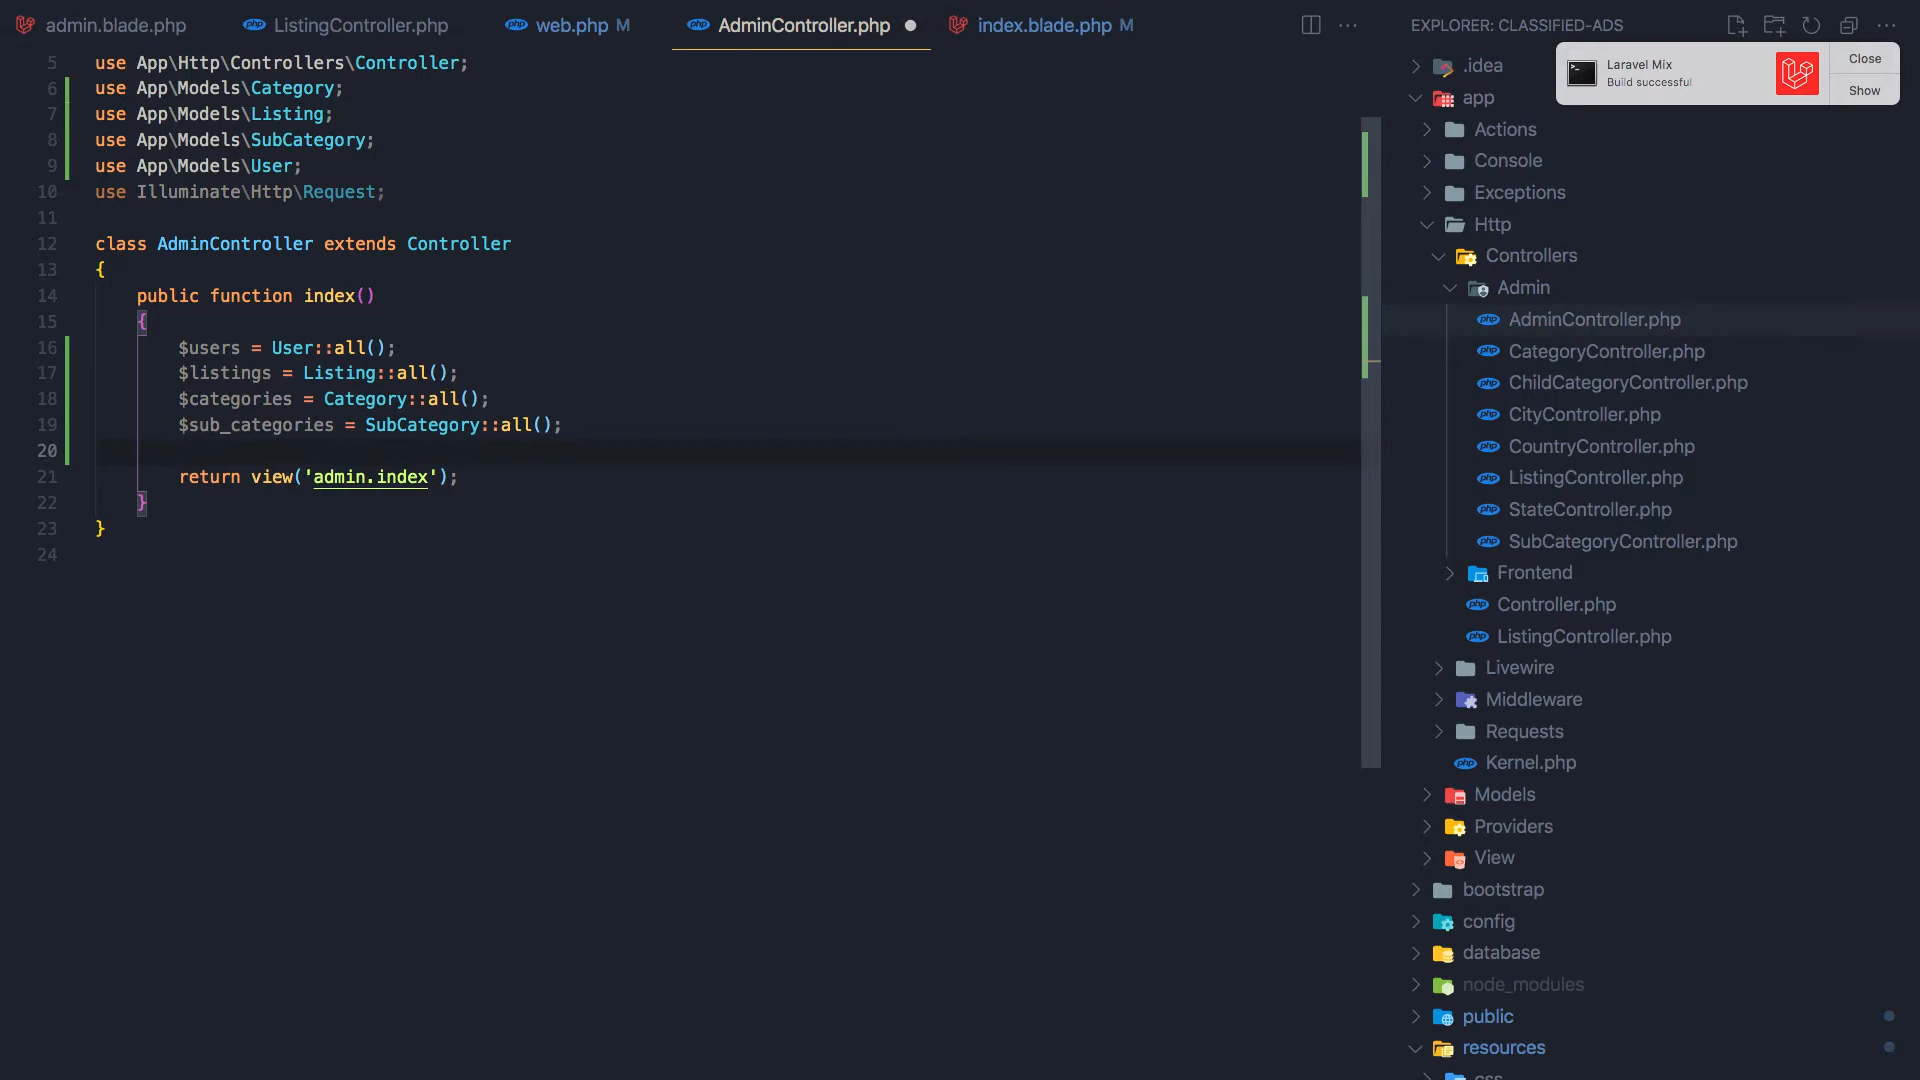 admin.blade.php
ListingController.php
web.php M
AdminController.php
index.blade.php M
5 use App\Http\Controllers\Controller;
6 use App\Models\Category;
7 use App\Models\Listing;
8 use App\Models\SubCategory;
9 use App\Models\User;
10 use Illuminate\Http\Request;
11
12 class AdminController extends Controller
13 {
14 public function index()
15 {
16 $users = User::all();
17 $listings = Listing::all();
18 $categories = Category::all();
19 $sub_categories = SubCategory::all();
20
21 return view('admin.index');
22 }
23 }
24
EXPLORER: CLASSIFIED-ADS
Laravel Mix
Build successful
Close
Show
.idea
app
Actions
Console
Exceptions
Http
Controllers
Admin
AdminController.php
CategoryController.php
ChildCategoryController.php
CityController.php
CountryController.php
ListingController.php
StateController.php
SubCategoryController.php
Frontend
Controller.php
ListingController.php
Livewire
Middleware
Requests
Kernel.php
Models
Providers
View
bootstrap
config
database
node_modules
public
resources
css